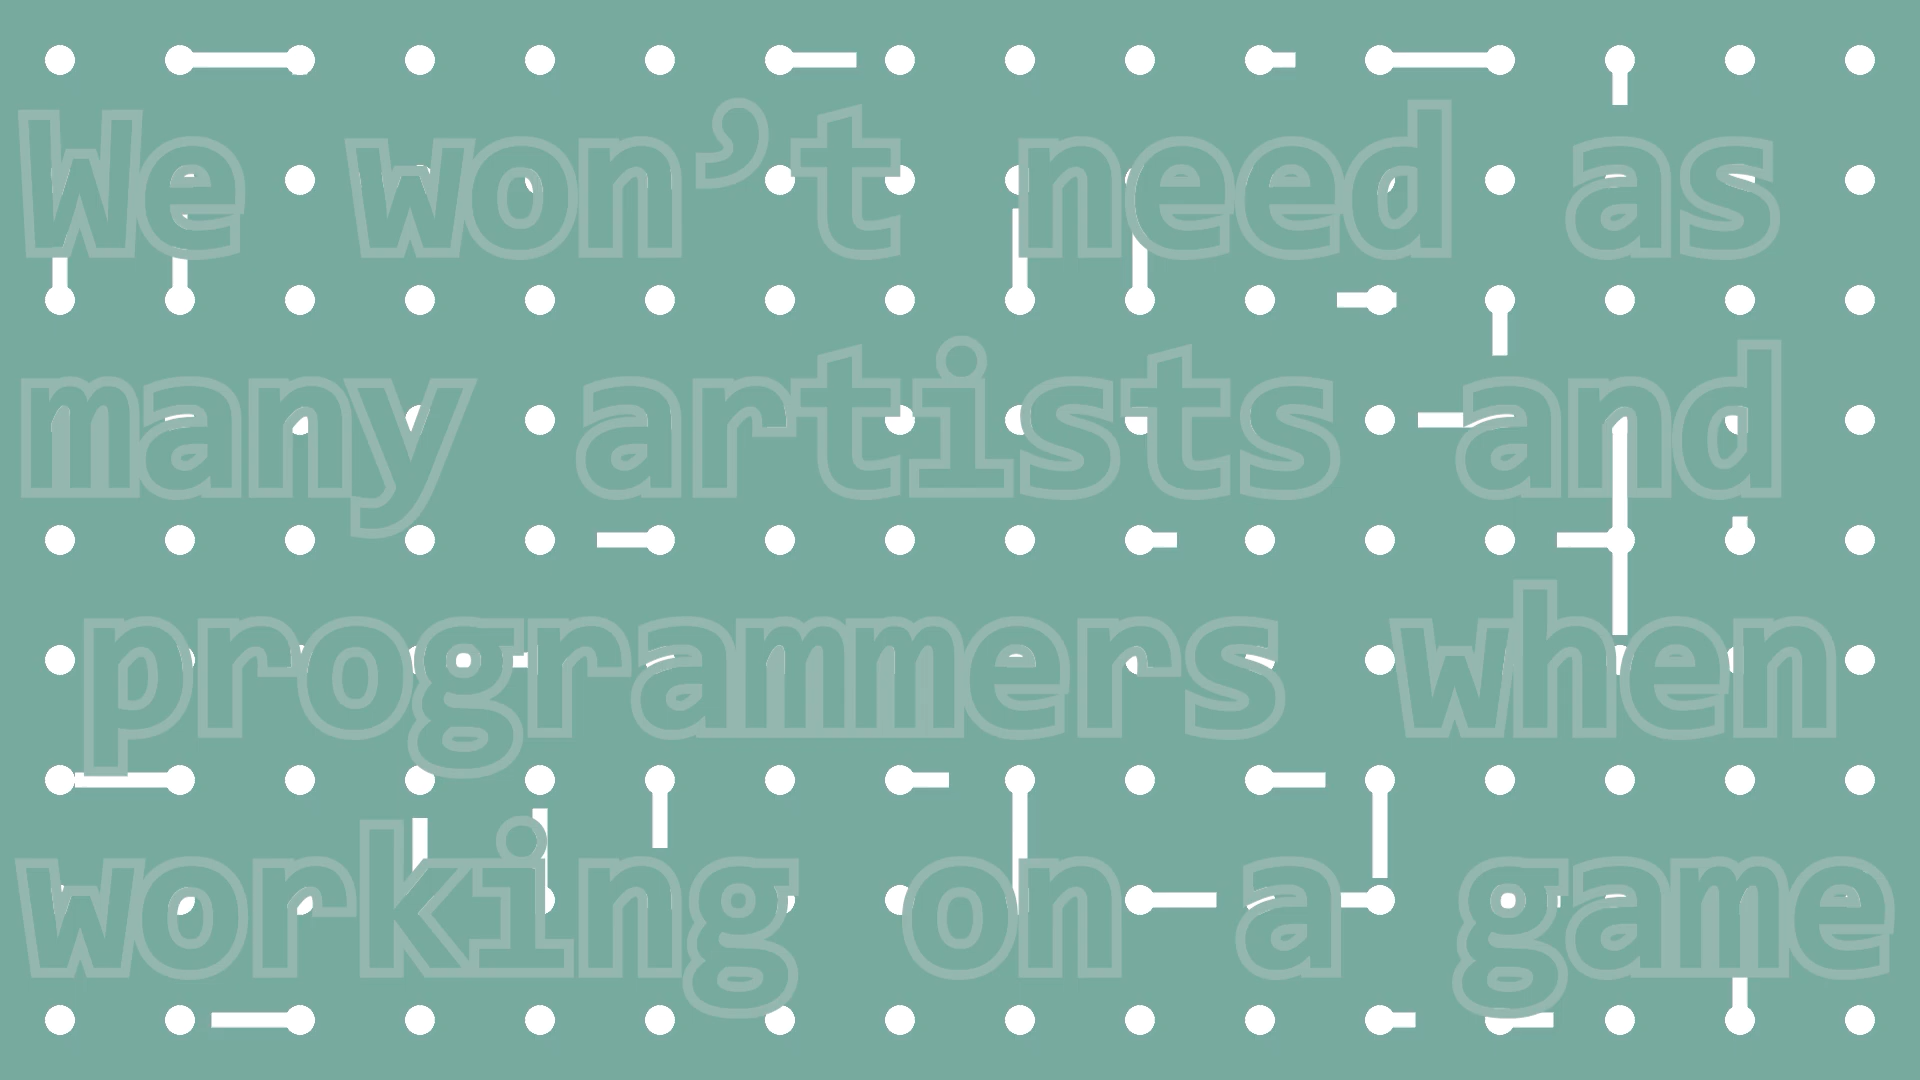 We won’t need as
many artists and
programmers when
working on a game